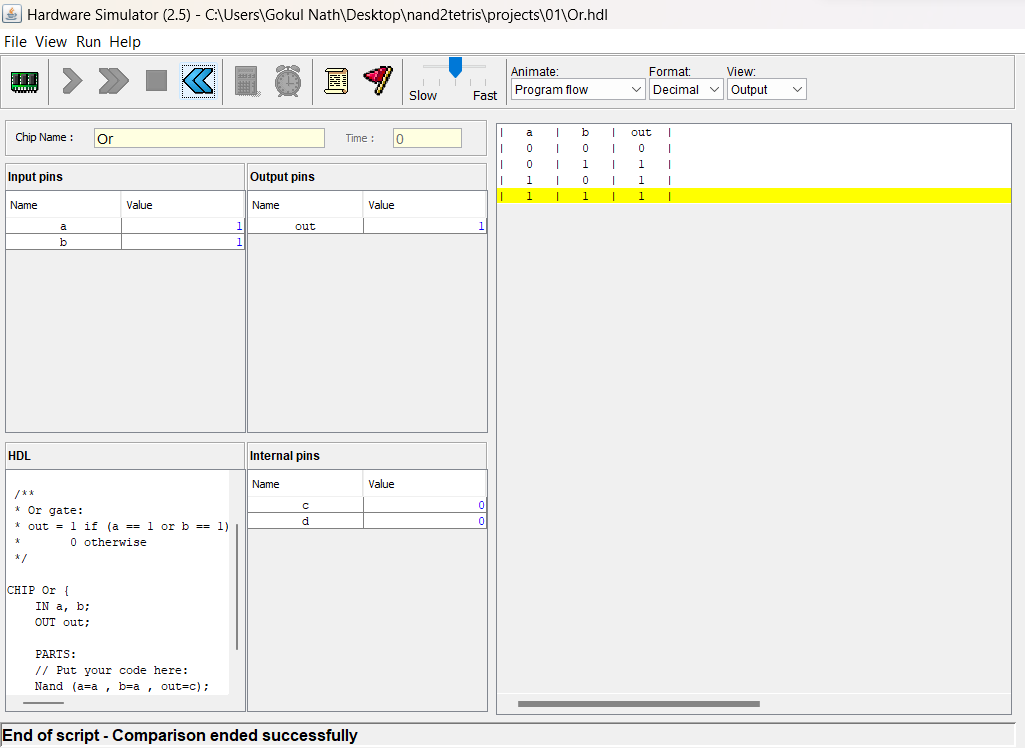 Hardware Simulator (2.5) - C:\Users\Gokul Nath\Desktop\nand2tetris\projects\01\Or.hdl
File View Run Help
Slow Fast
Animate: Format: View:
Program flow Decimal Output
Chip Name : Or Time : 0
Input pins
Name Value
a 1
b 1
Output pins
Name Value
out 1
HDL
/**
* Or gate:
* out = 1 if (a == 1 or b == 1)
* 0 otherwise
*/
CHIP Or {
IN a, b;
OUT out;
PARTS:
// Put your code here:
Nand (a=a , b=a , out=c);
Internal pins
Name Value
c 0
d 0
| a | b | out |
| 0 | 0 | 0 |
| 0 | 1 | 1 |
| 1 | 0 | 1 |
| 1 | 1 | 1 |
End of script - Comparison ended successfully